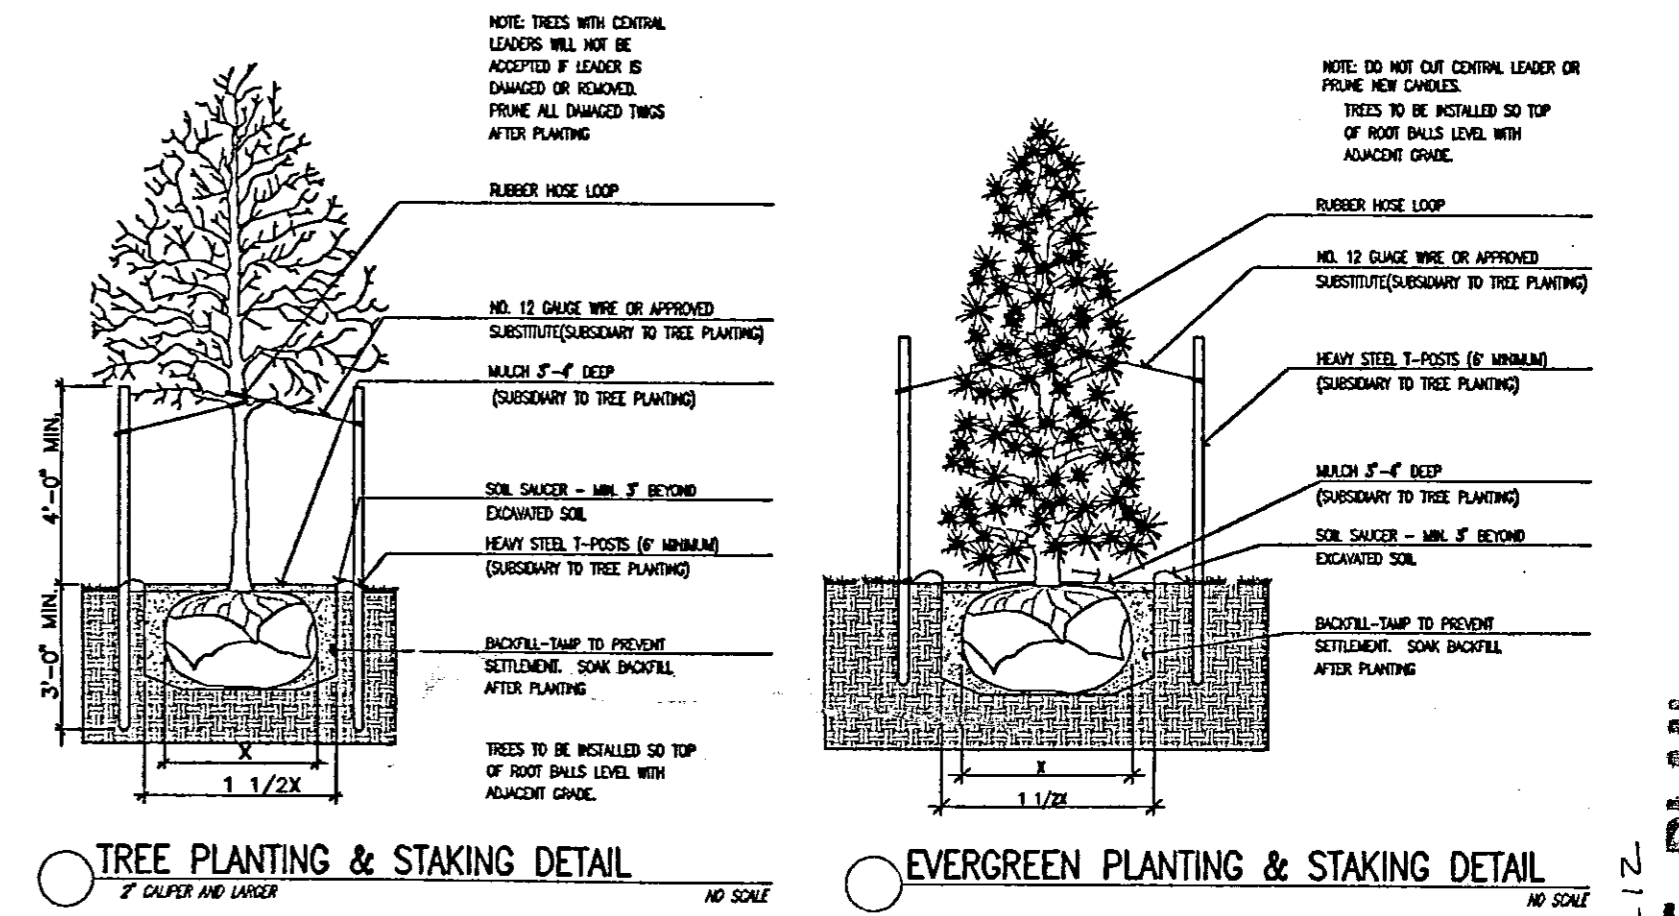 NOTE: TREES WITH CENTRAL
LEADERS WILL NOT BE
ACCEPTED IF LEADER IS
DAMAGED OR REMOVED.
PRUNE ALL DAMAGED TWIGS
AFTER PLANTING
RUBBER HOSE LOOP
NO. 12 GAUGE WIRE OR APPROVED
SUBSTITUTE(SUBSIDIARY TO TREE PLANTING)
MULCH 3"-4" DEEP
(SUBSIDIARY TO TREE PLANTING)
SOIL SAUCER - MIN. 3" BEYOND
EXCAVATED SOIL
HEAVY STEEL T-POSTS (6' MINIMUM)
(SUBSIDIARY TO TREE PLANTING)
BACKFILL-TAMP TO PREVENT
SETTLEMENT. SOAK BACKFILL
AFTER PLANTING
TREES TO BE INSTALLED SO TOP
OF ROOT BALLS LEVEL WITH
ADJACENT GRADE.
4'-0" MIN.
3'-0" MIN.
X
1 1/2X
TREE PLANTING & STAKING DETAIL
2" CALIPER AND LARGER
NO SCALE
NOTE: DO NOT CUT CENTRAL LEADER OR
PRUNE NEW CANDLES.
TREES TO BE INSTALLED SO TOP
OF ROOT BALLS LEVEL WITH
ADJACENT GRADE.
RUBBER HOSE LOOP
NO. 12 GUAGE WIRE OR APPROVED
SUBSTITUTE(SUBSIDIARY TO TREE PLANTING)
HEAVY STEEL T-POSTS (6' MINIMUM)
(SUBSIDIARY TO TREE PLANTING)
MULCH 3"-4" DEEP
(SUBSIDIARY TO TREE PLANTING)
SOIL SAUCER - MIN. 3" BEYOND
EXCAVATED SOIL
BACKFILL-TAMP TO PREVENT
SETTLEMENT. SOAK BACKFILL
AFTER PLANTING
X
1 1/2X
EVERGREEN PLANTING & STAKING DETAIL
NO SCALE